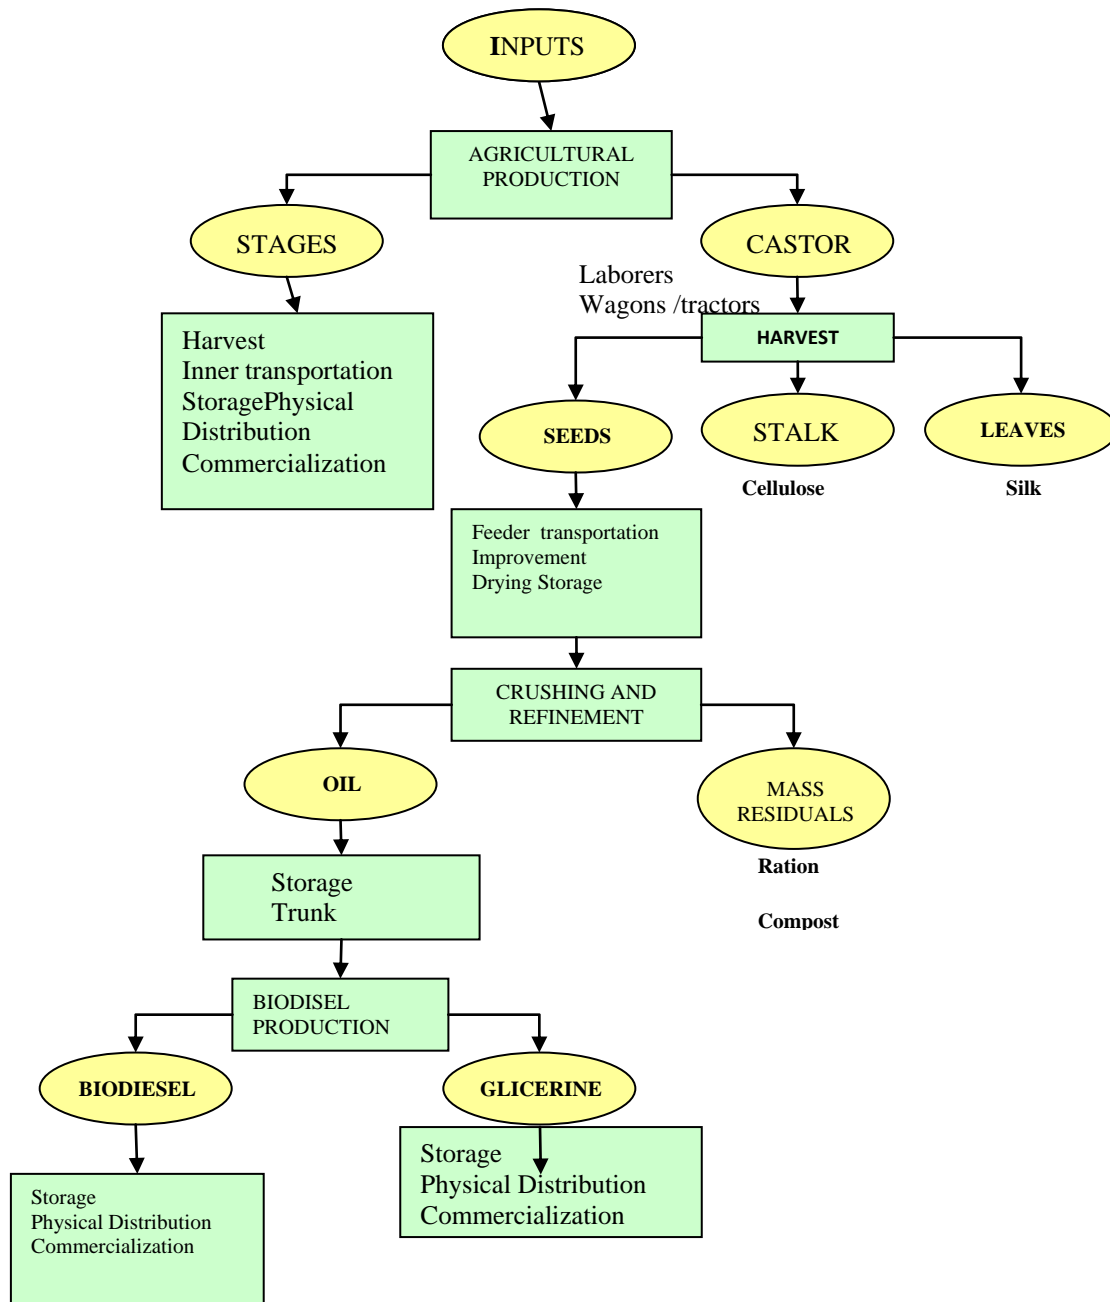 INPUTS
AGRICULTURAL
PRODUCTION
STAGES
CASTOR
Laborers
Wagons /tractors
HARVEST
Harvest
Inner transportation
StoragePhysical
Distribution
Commercialization
SEEDS
STALK
LEAVES
Cellulose
Silk
Feeder transportation
Improvement
Drying Storage
CRUSHING AND
REFINEMENT
OIL
MASS
RESIDUALS
Ration
Compost
Storage
Trunk
BIODISEL
PRODUCTION
BIODIESEL
GLICERINE
Storage
Physical Distribution
Commercialization
Storage
Physical Distribution
Commercialization